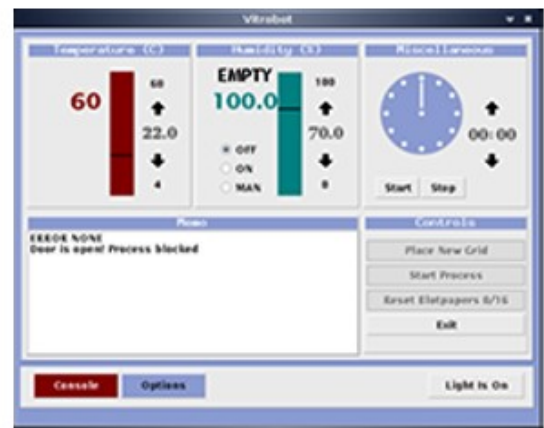 Vitrobot
Temperature (C)
Humidity (%)
Miscellaneous
60
60
22.0
4
EMPTY
100.0
100
70.0
0
OFF
ON
MAN
00:00
Start
Stop
Memo
ERROR NONE
Door is open! Process blocked
Controls
Place New Grid
Start Process
Reset Blotpapers 0/16
Exit
Console
Options
Light Is On